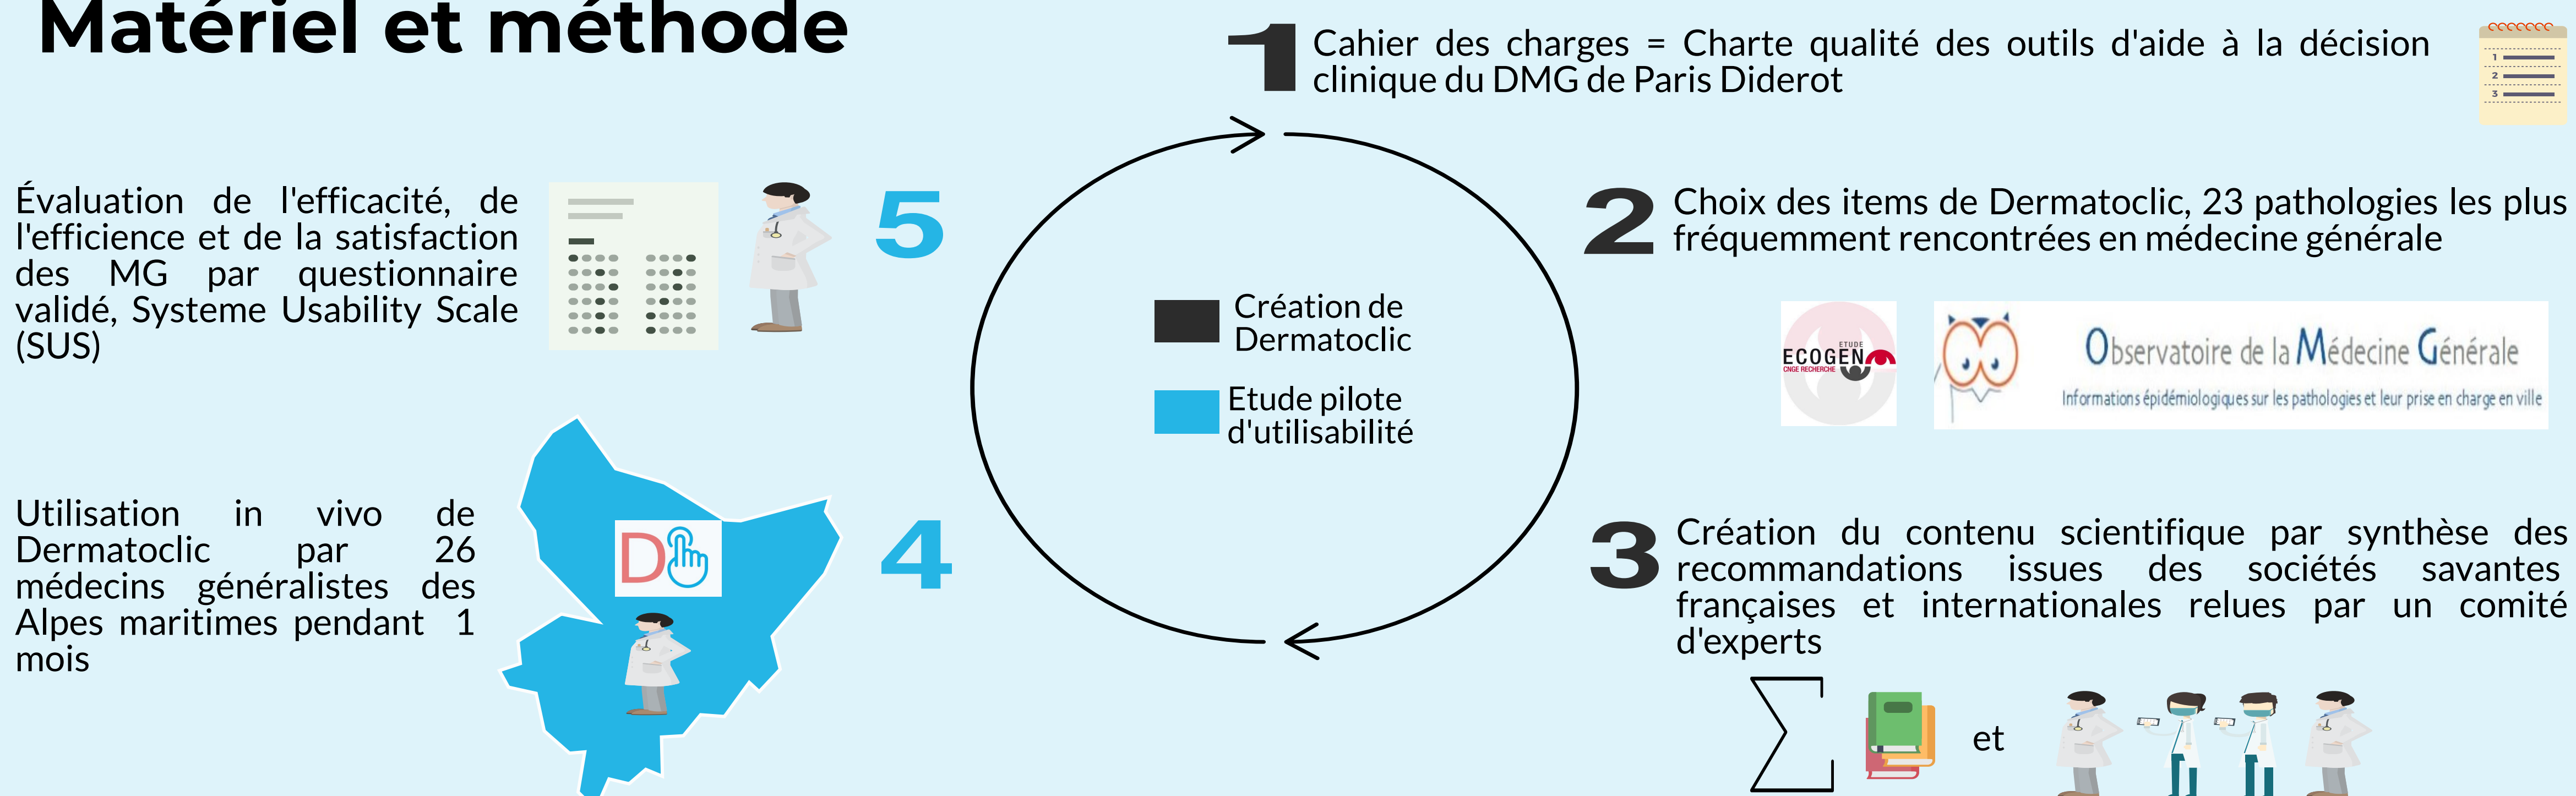 Matériel et méthode
1 Cahier des charges = Charte qualité des outils d'aide à la décision
clinique du DMG de Paris Diderot
1
2
3
2 Choix des items de Dermatoclic, 23 pathologies les plus
fréquemment rencontrées en médecine générale
ETUDE
ECOGEN
CNGE RECHERCHE
Observatoire de la Médecine Générale
Informations épidémiologiques sur les pathologies et leur prise en charge en ville
3 Création du contenu scientifique par synthèse des
recommandations issues des sociétés savantes
françaises et internationales relues par un comité
d'experts
Σ
et
4
Utilisation in vivo de
Dermatoclic par 26
médecins généralistes des
Alpes maritimes pendant 1
mois
D
5
Évaluation de l'efficacité, de
l'efficience et de la satisfaction
des MG par questionnaire
validé, Systeme Usability Scale
(SUS)
Création de
Dermatoclic
Etude pilote
d'utilisabilité